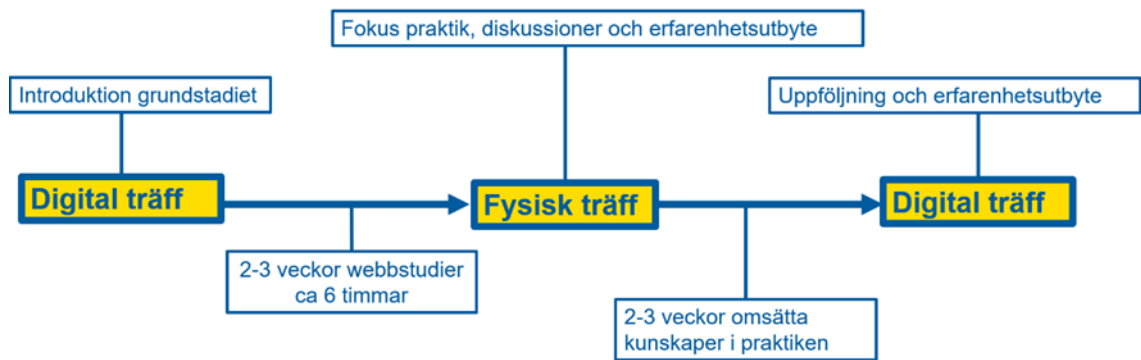 Fokus praktik, diskussioner och erfarenhetsutbyte
Introduktion grundstadiet
Uppföljning och erfarenhetsutbyte
Digital träff
Fysisk träff
Digital träff
2-3 veckor webbstudier
ca 6 timmar
2-3 veckor omsätta
kunskaper i praktiken